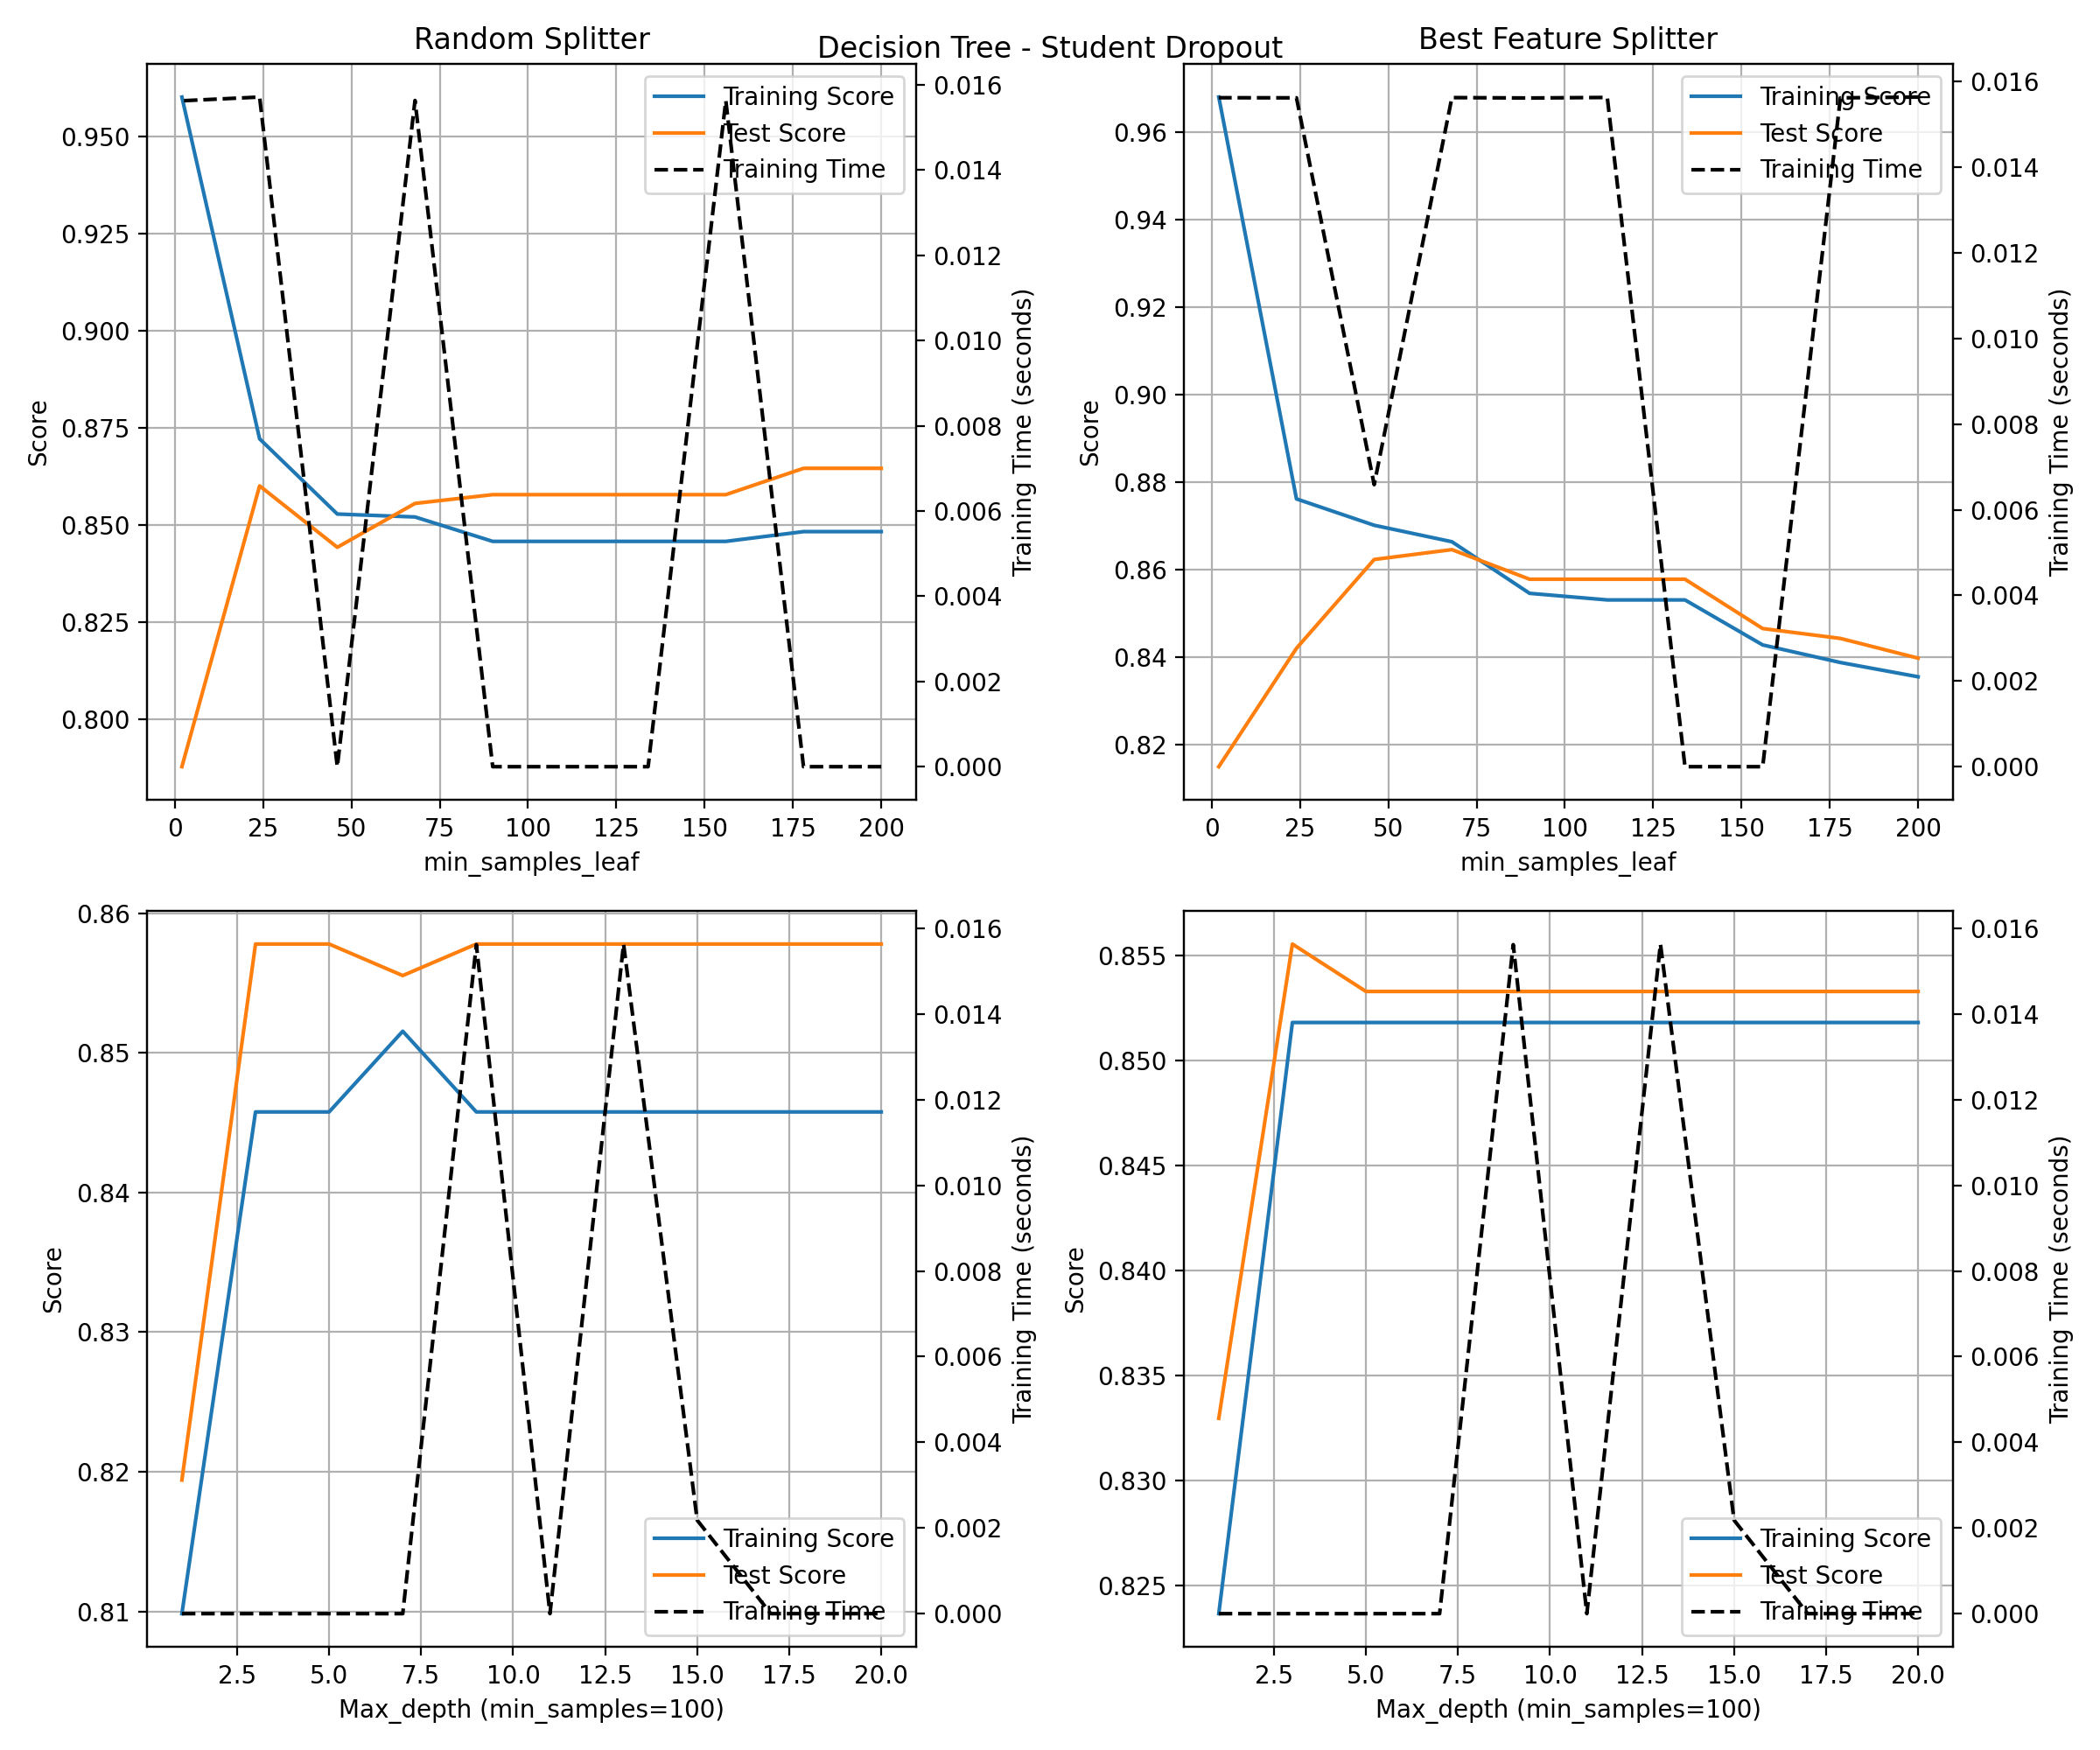 Decision Tree - Student Dropout
Random Splitter
Training Score
Test Score
Training Time
0.950
0.925
0.900
0.875
0.850
0.825
0.800
Score
0.016
0.014
0.012
0.010
0.008
0.006
0.004
0.002
0.000
Training Time (seconds)
0 25 50 75 100 125 150 175 200
min_samples_leaf
Best Feature Splitter
Training Score
Test Score
Training Time
0.96
0.94
0.92
0.90
0.88
0.86
0.84
0.82
Score
0.016
0.014
0.012
0.010
0.008
0.006
0.004
0.002
0.000
Training Time (seconds)
0 25 50 75 100 125 150 175 200
min_samples_leaf
0.86
0.85
0.84
0.83
0.82
0.81
Score
0.016
0.014
0.012
0.010
0.008
0.006
0.004
0.002
0.000
Training Time (seconds)
Training Score
Test Score
Training Time
2.5 5.0 7.5 10.0 12.5 15.0 17.5 20.0
Max_depth (min_samples=100)
0.855
0.850
0.845
0.840
0.835
0.830
0.825
Score
0.016
0.014
0.012
0.010
0.008
0.006
0.004
0.002
0.000
Training Time (seconds)
Training Score
Test Score
Training Time
2.5 5.0 7.5 10.0 12.5 15.0 17.5 20.0
Max_depth (min_samples=100)